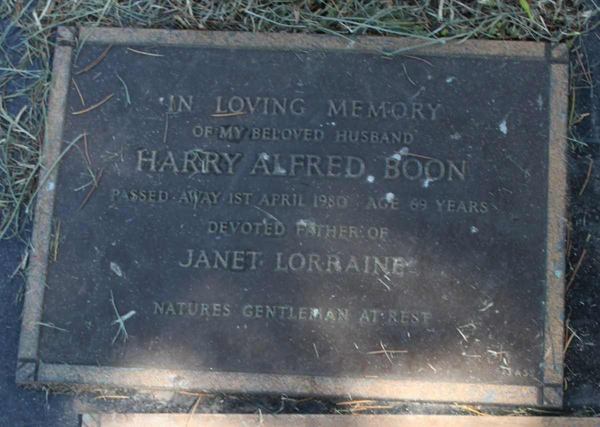 IN LOVING MEMORY
OF MY BELOVED HUSBAND
HARRY ALFRED BOON
PASSED AWAY 1ST APRIL 1980 · AGE 69 YEARS
DEVOTED FATHER OF
JANET LORRAINE
NATURES GENTLEMAN AT REST